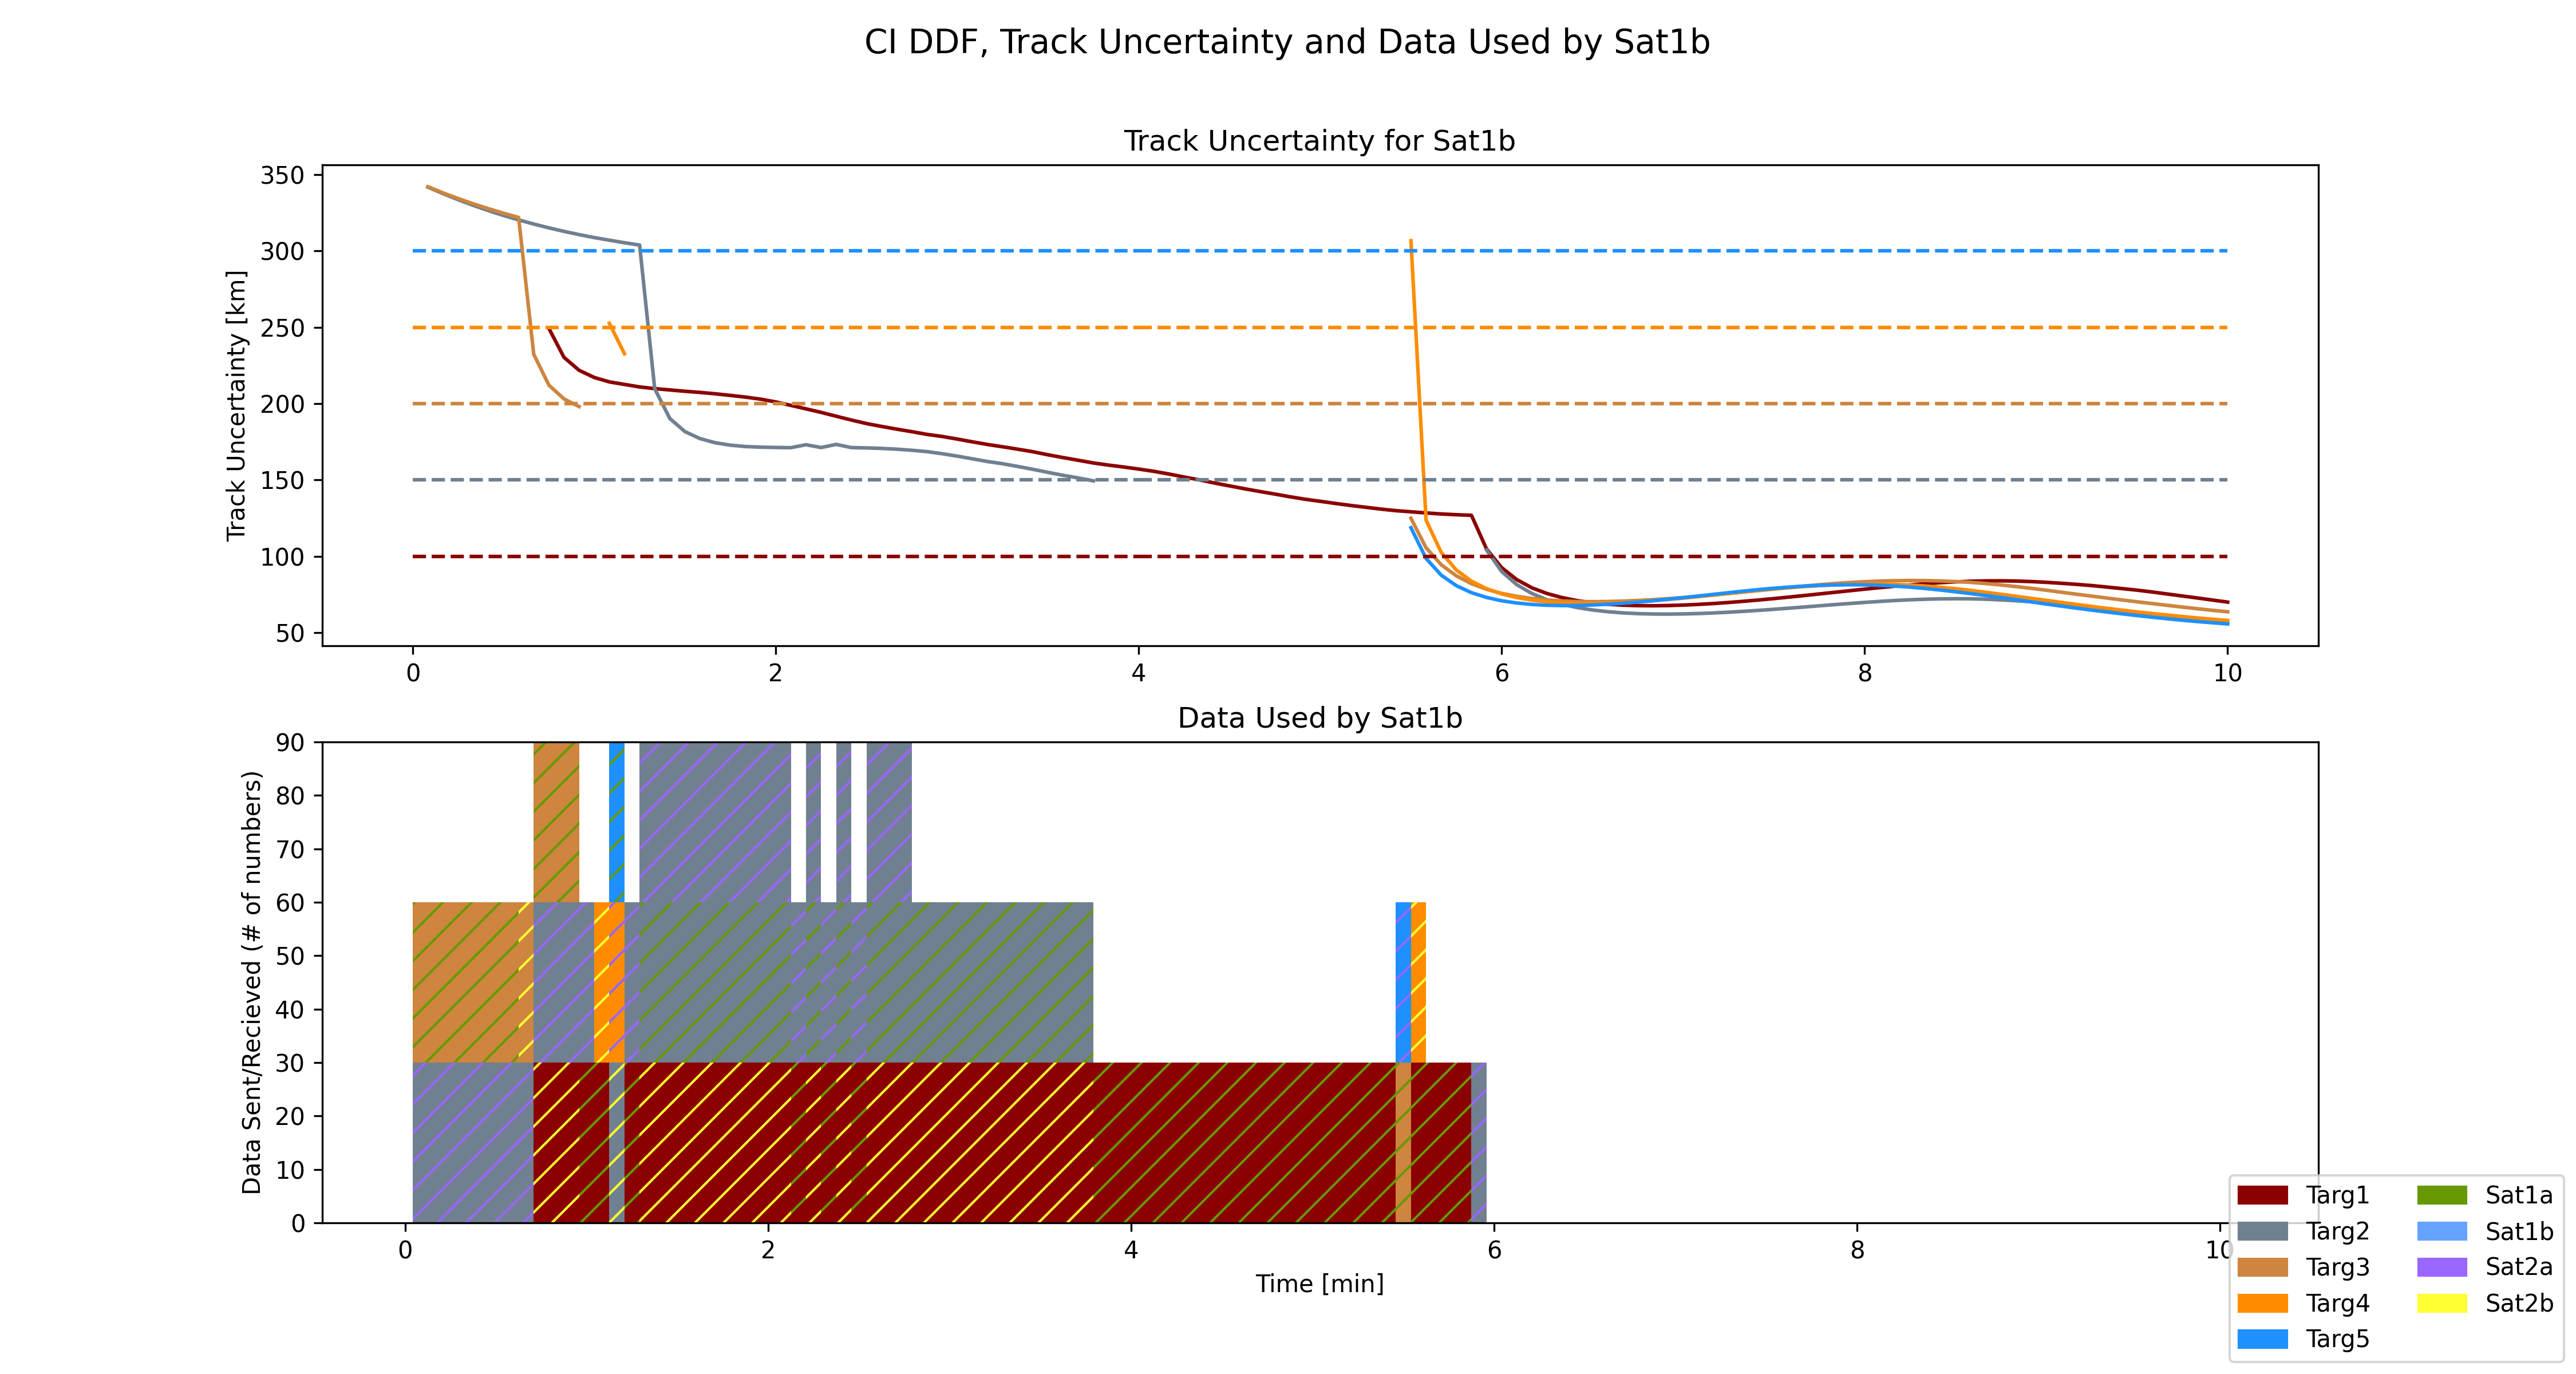 CI DDF, Track Uncertainty and Data Used by Sat1b
Track Uncertainty for Sat1b
Track Uncertainty [km]
350
300
250
200
150
100
50
0 2 4 6 8 10
Data Used by Sat1b
Data Sent/Recieved (# of numbers)
90
80
70
60
50
40
30
20
10
0
0 2 4 6 8 10
Time [min]
Targ1 Sat1a
Targ2 Sat1b
Targ3 Sat2a
Targ4 Sat2b
Targ5